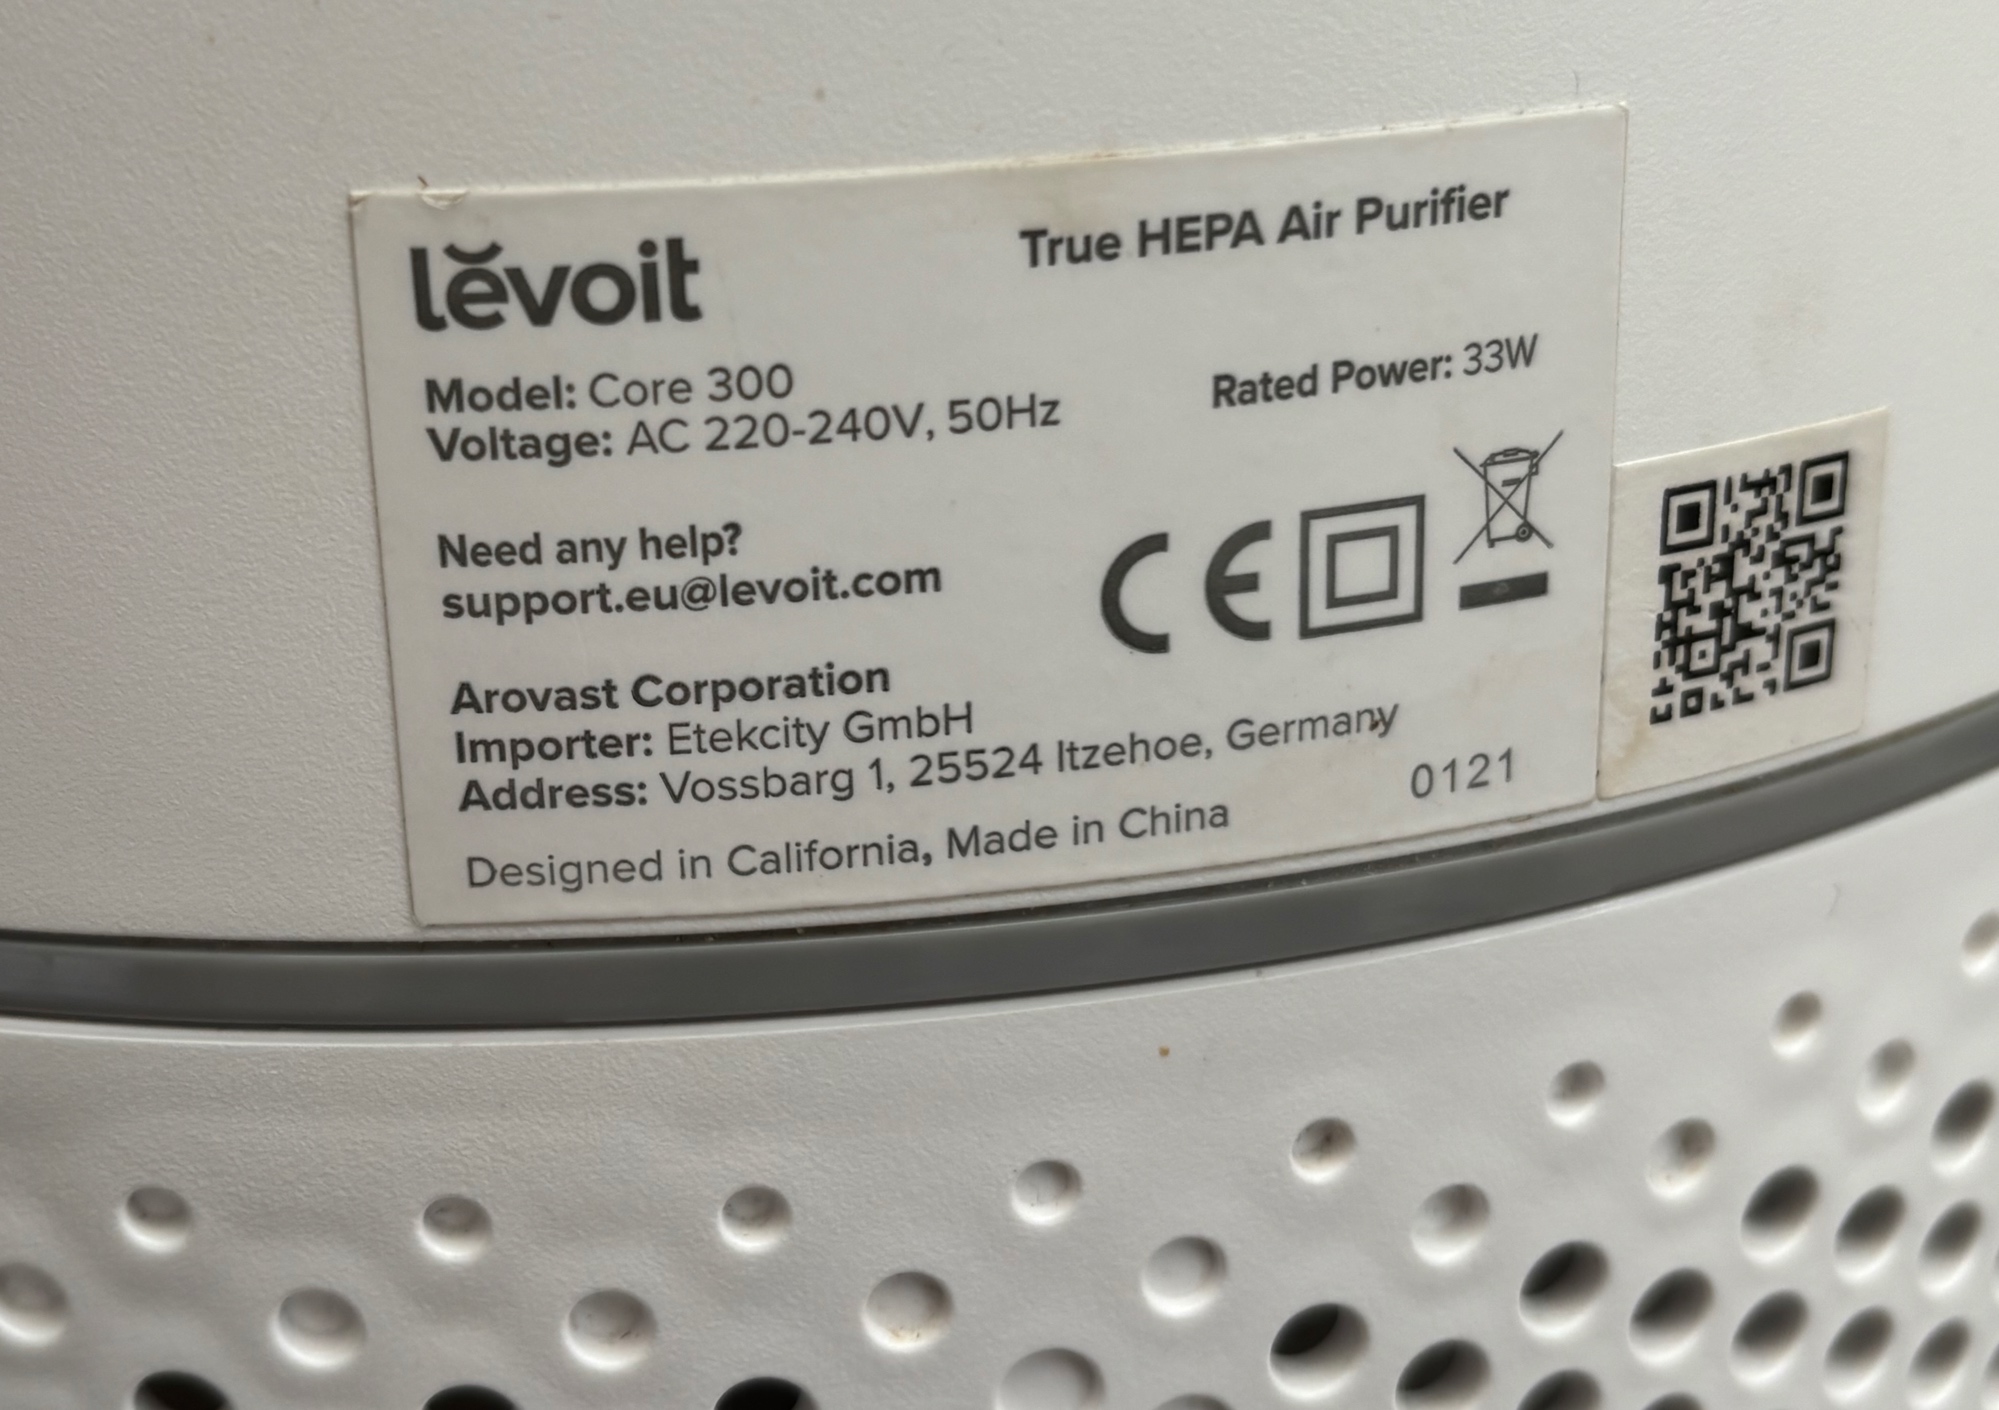 lĕvoit
True HEPA Air Purifier
Model: Core 300
Rated Power: 33W
Voltage: AC 220-240V, 50Hz
Need any help?
support.eu@levoit.com
CE
Arovast Corporation
Importer: Etekcity GmbH
Address: Vossbarg 1, 25524 Itzehoe, Germany
Designed in California, Made in China
0121